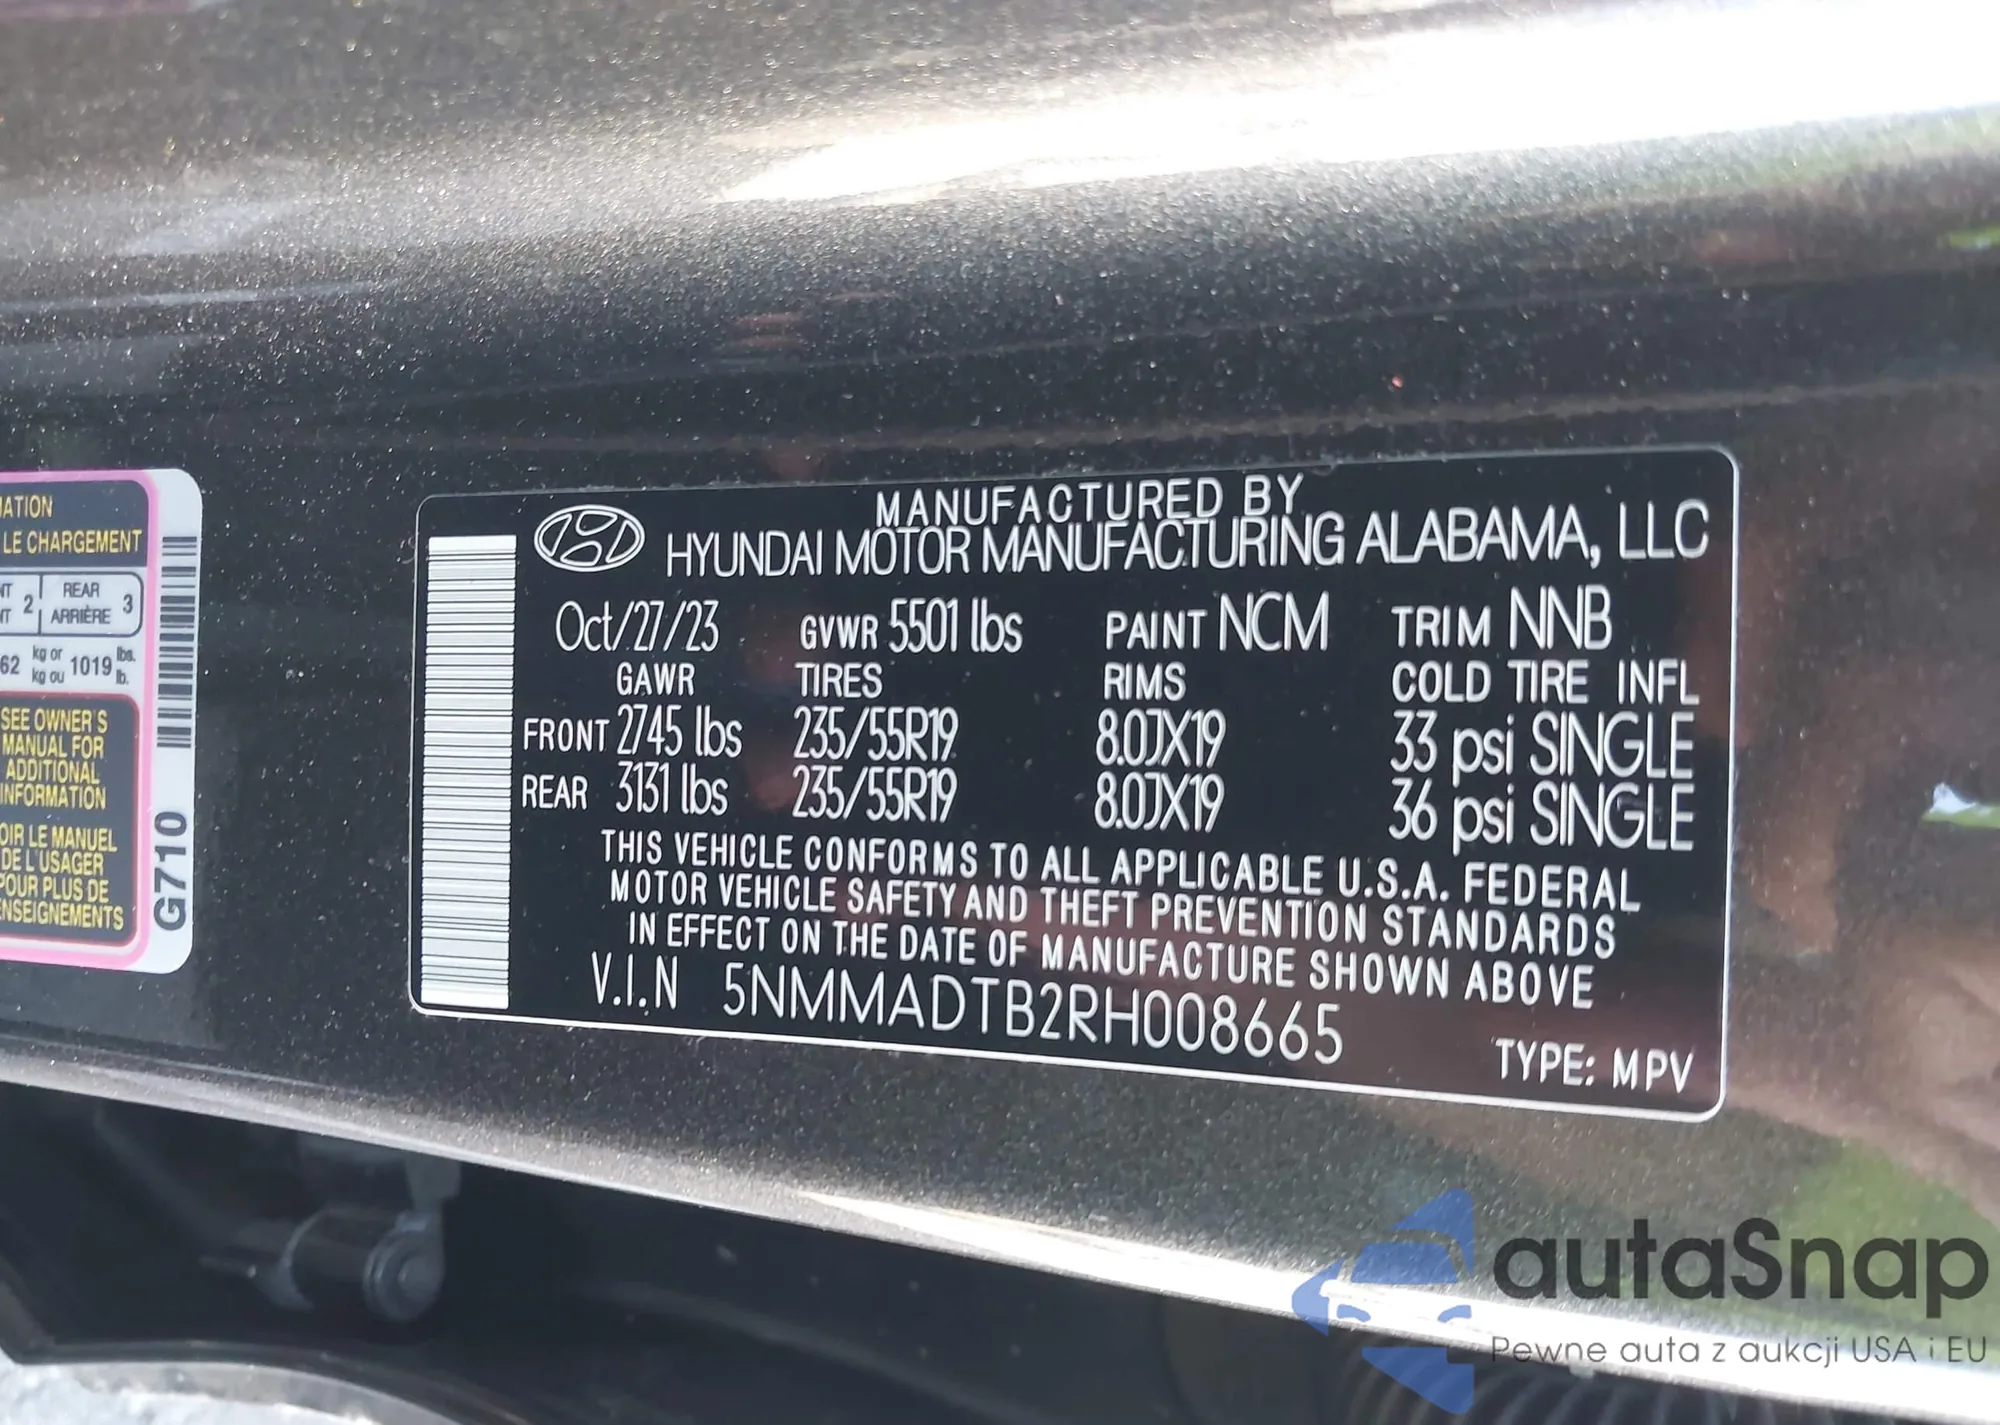 MATION
LE CHARGEMENT
2
REAR
ARRIÈRE
3
62
kg or
kg ou
1019
lbs.
lb.
SEE OWNER'S
MANUAL FOR
ADDITIONAL
INFORMATION
DE L'USAGER
POUR PLUS DE
G710
MANUFACTURED BY
HYUNDAI MOTOR MANUFACTURING ALABAMA, LLC
Oct/27/23 GVWR 5501 lbs PAINT NCM TRIM NNB
GAWR TIRES RIMS COLD TIRE INFL
FRONT 2745 lbs 235/55R19 8.0JX19 33 psi SINGLE
REAR 3131 lbs 235/55R19 8.0JX19 36 psi SINGLE
THIS VEHICLE CONFORMS TO ALL APPLICABLE U.S.A. FEDERAL
MOTOR VEHICLE SAFETY AND THEFT PREVENTION STANDARDS
IN EFFECT ON THE DATE OF MANUFACTURE SHOWN ABOVE
V.I.N 5NMMADTB2RH008665
TYPE: MPV
autaSnap
Pewne auta z aukcji USA i EU